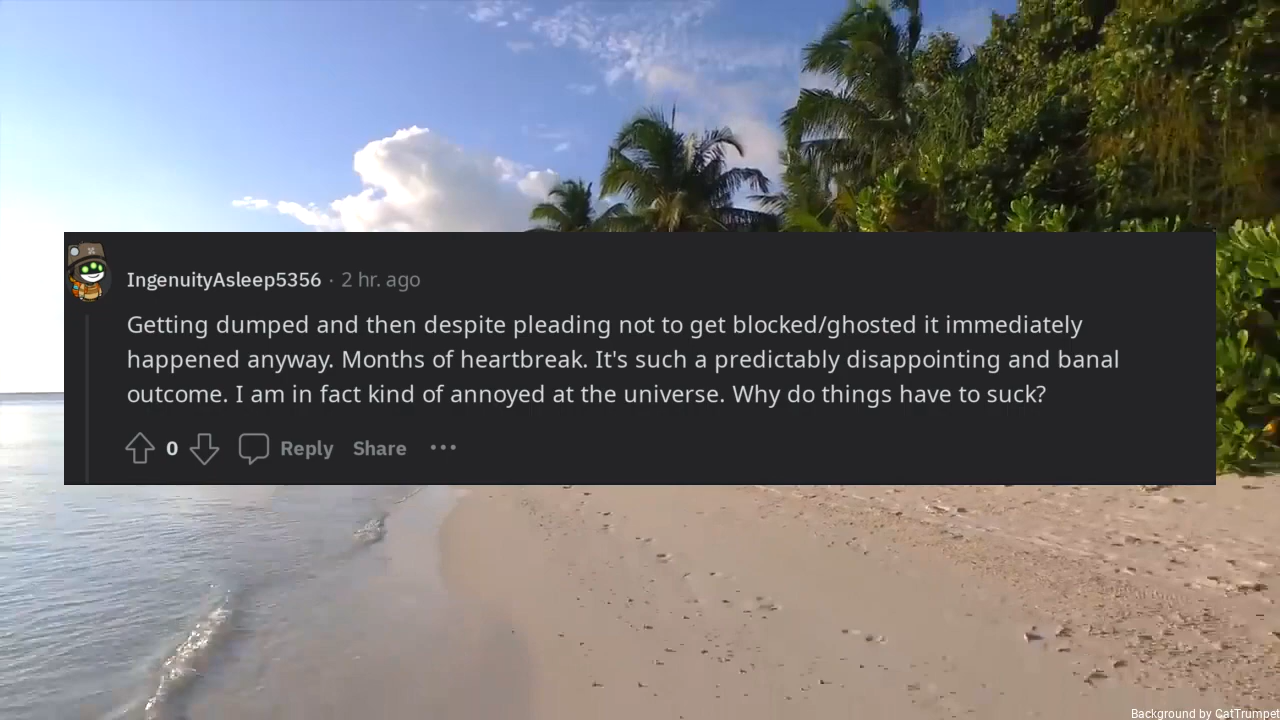 IngenuityAsleep5356 · 2 hr. ago
Getting dumped and then despite pleading not to get blocked/ghosted it immediately
happened anyway. Months of heartbreak. It's such a predictably disappointing and banal
outcome. I am in fact kind of annoyed at the universe. Why do things have to suck?
0 Reply Share ···
Background by CatTrumpet